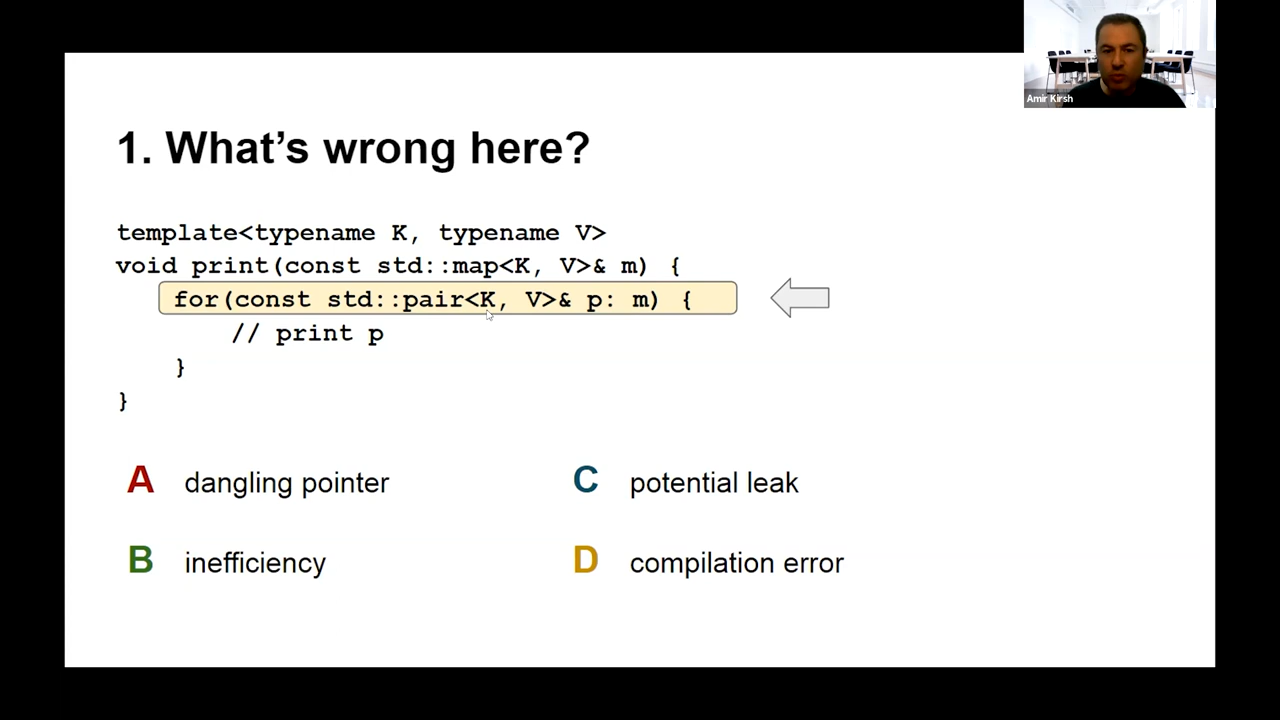 Amir Kirsh
1. What's wrong here?
template<typename K, typename V>
void print(const std::map<K, V>& m) {
for(const std::pair<K, V>& p: m) {
// print p
}
}
A dangling pointer
C potential leak
B inefficiency
D compilation error